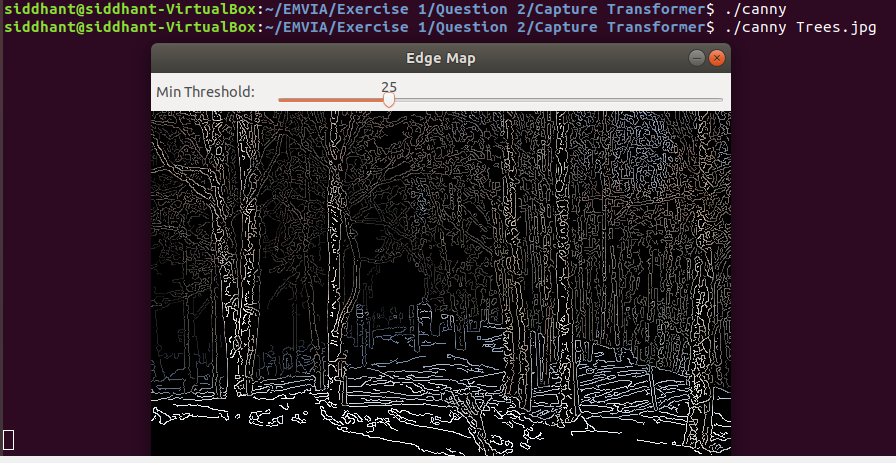 siddhant@siddhant-VirtualBox:~/EMVIA/Exercise 1/Question 2/Capture Transformer$ ./canny
siddhant@siddhant-VirtualBox:~/EMVIA/Exercise 1/Question 2/Capture Transformer$ ./canny Trees.jpg
Edge Map
25
Min Threshold: